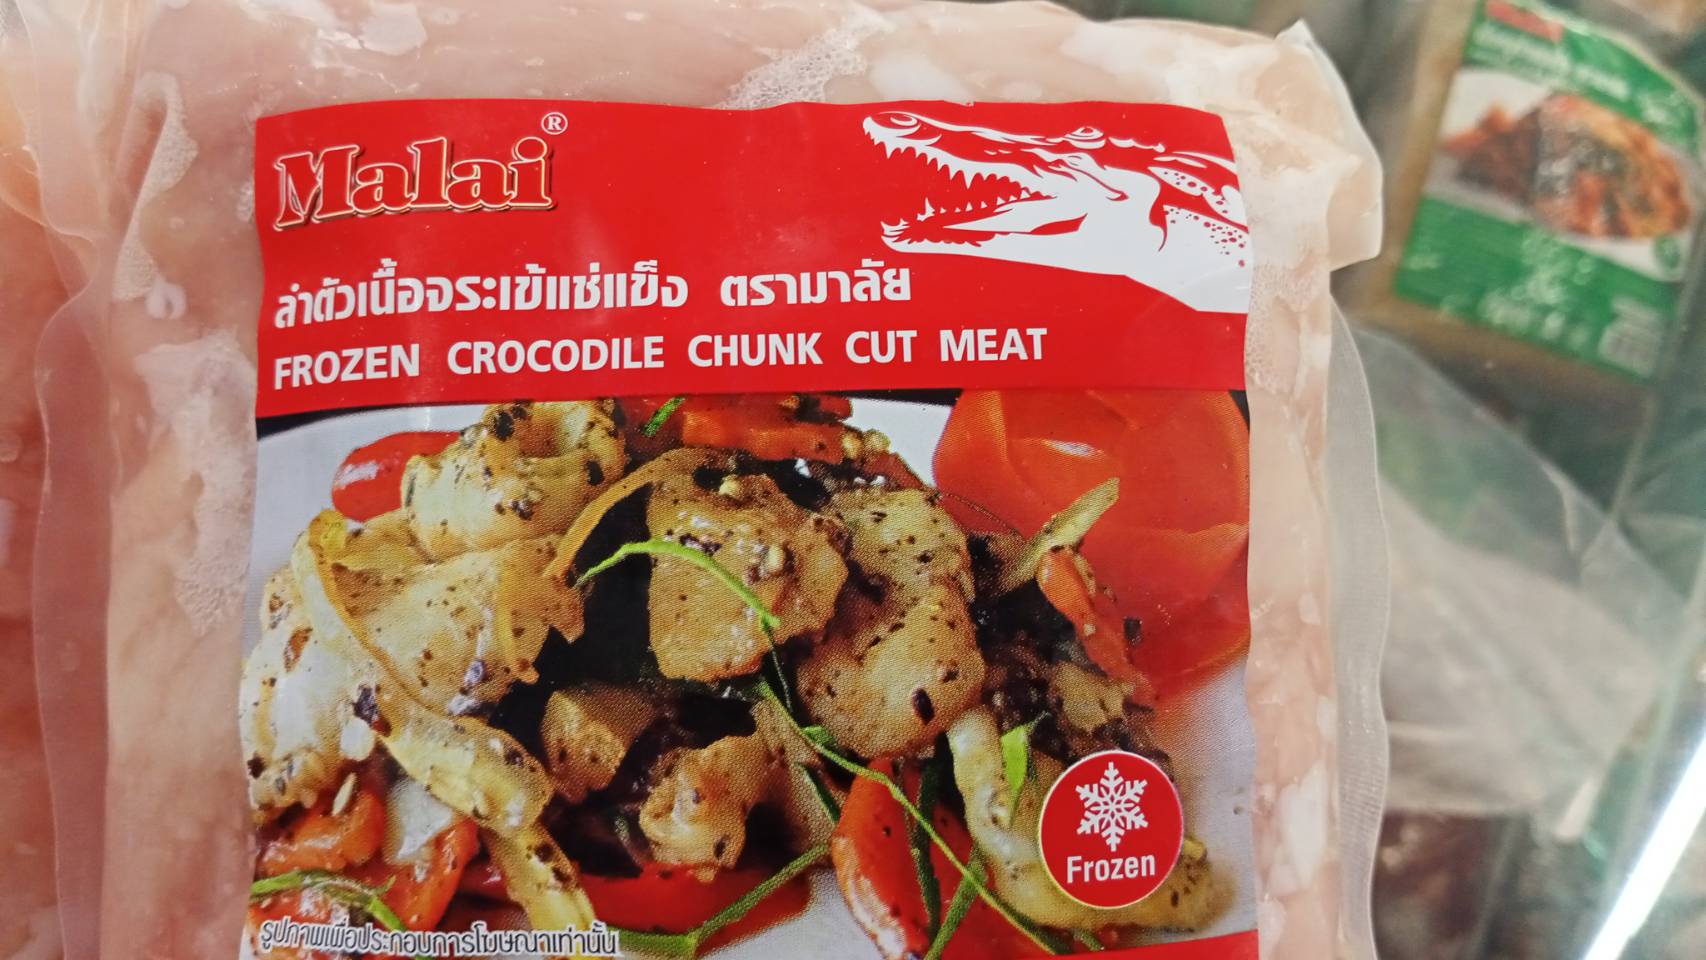 Malai®
ลำตัวเนื้อจระเข้แช่แข็ง ตรามาลัย
FROZEN CROCODILE CHUNK CUT MEAT
Frozen
รูปภาพเพื่อประกอบการโฆษณาเท่านั้น